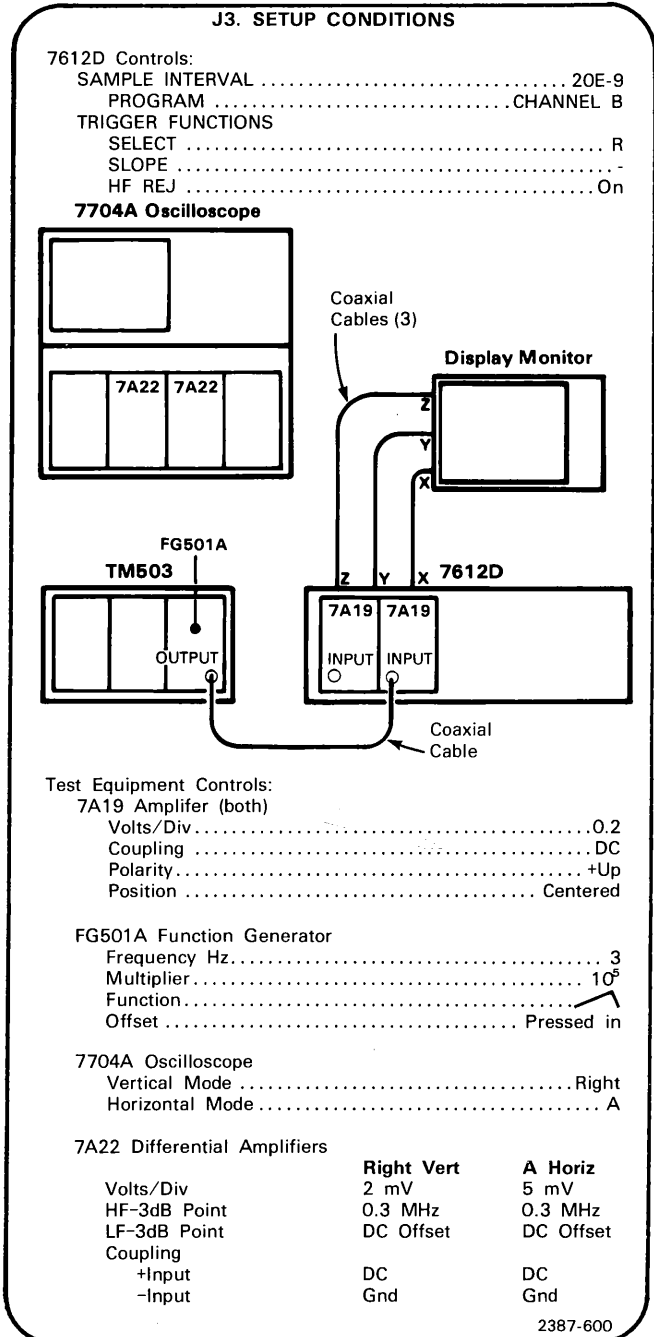 J3. SETUP CONDITIONS
7612D Controls:
SAMPLE INTERVAL .................................... 20E-9
PROGRAM .................................. CHANNEL B
TRIGGER FUNCTIONS
SELECT .................................................. R
SLOPE .................................................... -
HF REJ ................................................ On
7704A Oscilloscope
7A22 7A22
Coaxial
Cables (3)
Display Monitor
Z
Y
X
FG501A
TM503
OUTPUT
Z Y X 7612D
7A19 7A19
INPUT INPUT
Coaxial
Cable
Test Equipment Controls:
7A19 Amplifer (both)
Volts/Div .............................................. 0.2
Coupling .............................................. DC
Polarity ............................................... +Up
Position ........................................ Centered
FG501A Function Generator
Frequency Hz ............................................ 3
Multiplier .............................................. 10⁵
Function ..............................................
Offset ........................................ Pressed in
7704A Oscilloscope
Vertical Mode ..................................... Right
Horizontal Mode ...................................... A
7A22 Differential Amplifiers
Right Vert A Horiz
Volts/Div 2 mV 5 mV
HF-3dB Point 0.3 MHz 0.3 MHz
LF-3dB Point DC Offset DC Offset
Coupling
+Input DC DC
-Input Gnd Gnd
2387-600